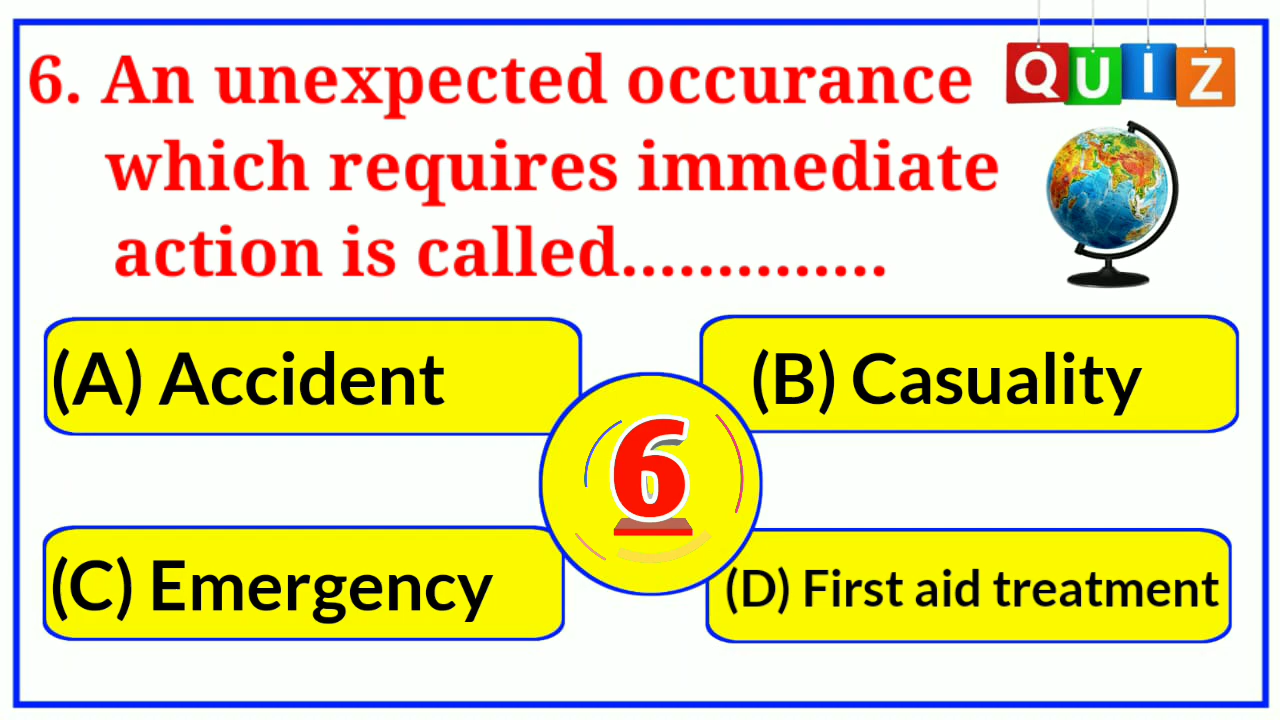 6. An unexpected occurance
which requires immediate
action is called..............
QUIZ
(A) Accident
(B) Casuality
6
(C) Emergency
(D) First aid treatment